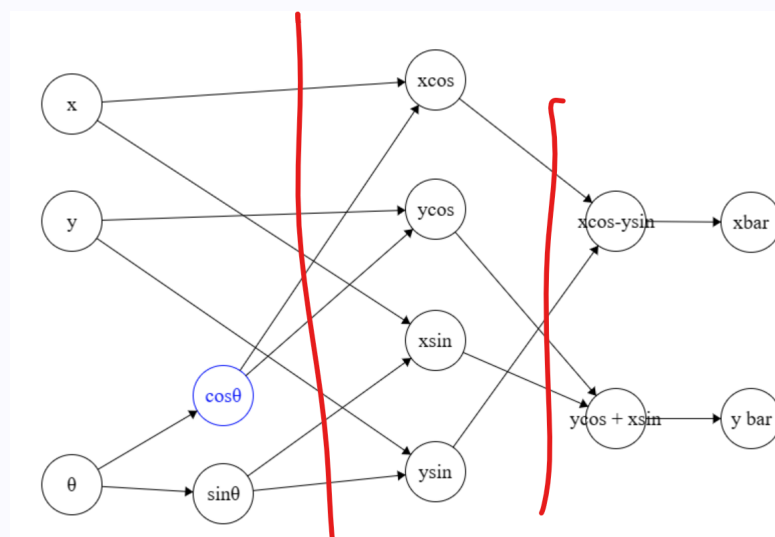 x
y
θ
cosθ
sinθ
xcos
ycos
xsin
ysin
xcos-ysin
ycos + xsin
xbar
y bar